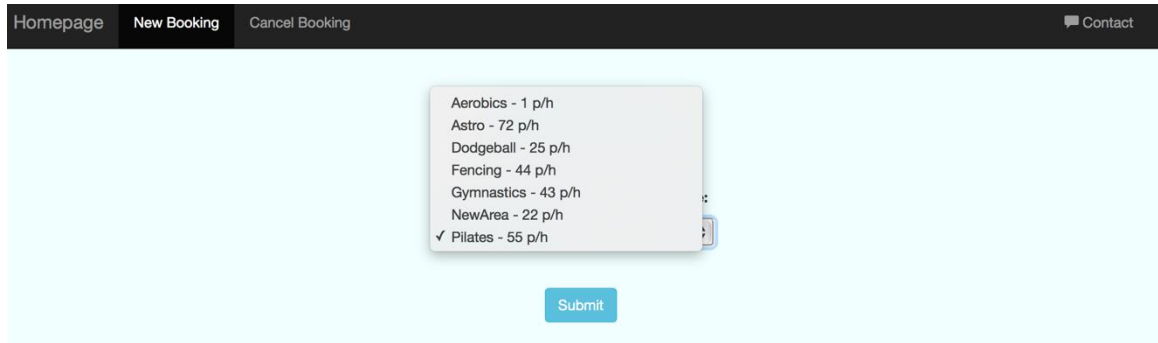 Homepage New Booking Cancel Booking Contact
Aerobics - 1 p/h
Astro - 72 p/h
Dodgeball - 25 p/h
Fencing - 44 p/h
Gymnastics - 43 p/h
NewArea - 22 p/h
✓ Pilates - 55 p/h
Submit